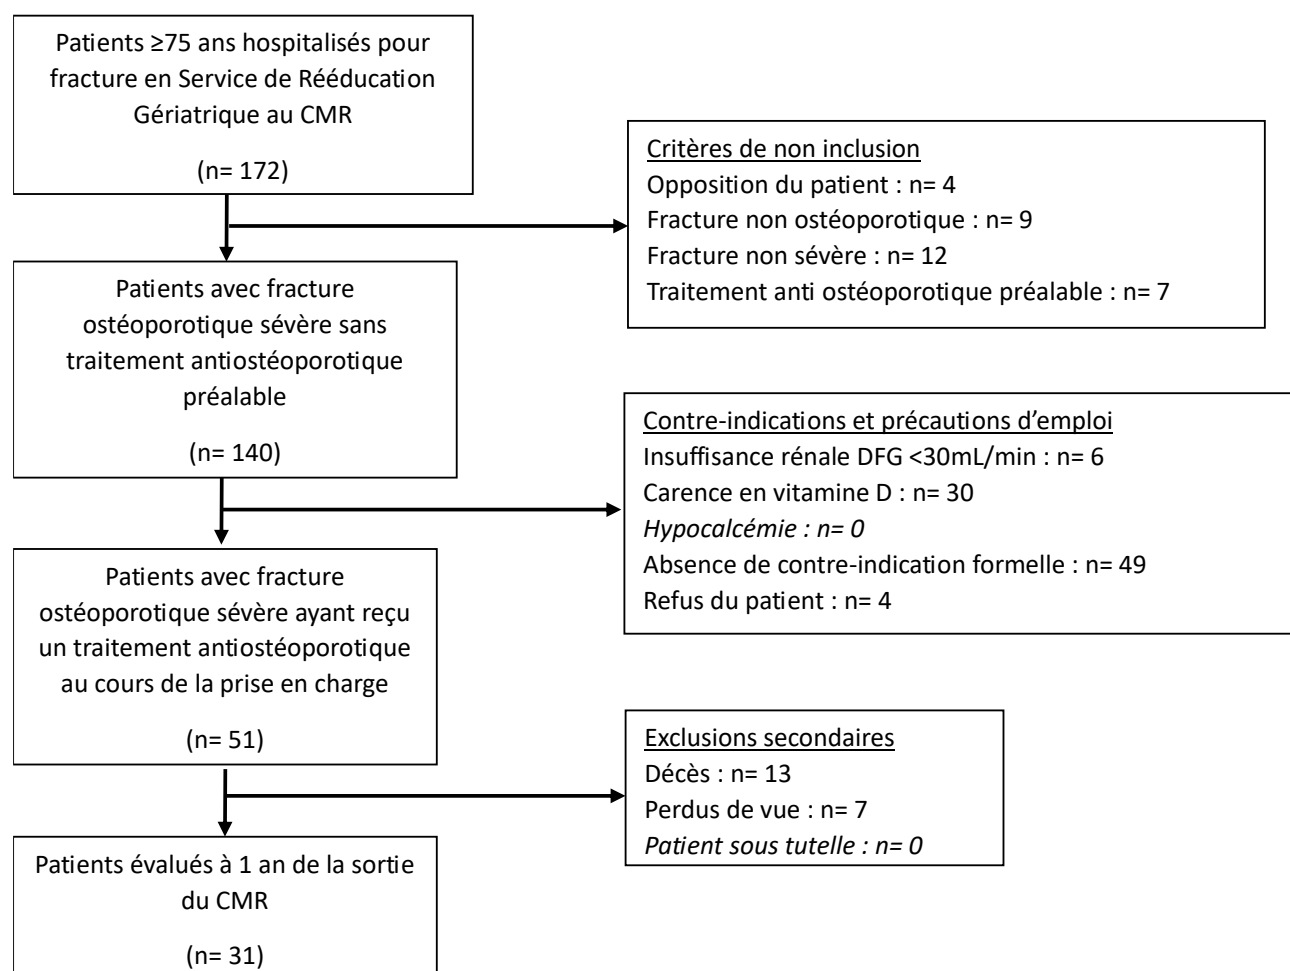 Patients ≥75 ans hospitalisés pour
fracture en Service de Rééducation
Gériatrique au CMR
(n= 172)
Critères de non inclusion
Opposition du patient : n= 4
Fracture non ostéoporotique : n= 9
Fracture non sévère : n= 12
Traitement anti ostéoporotique préalable : n= 7
Patients avec fracture
ostéoporotique sévère sans
traitement antiostéoporotique
préalable
(n= 140)
Contre-indications et précautions d’emploi
Insuffisance rénale DFG <30mL/min : n= 6
Carence en vitamine D : n= 30
Hypocalcémie : n= 0
Absence de contre-indication formelle : n= 49
Refus du patient : n= 4
Patients avec fracture
ostéoporotique sévère ayant reçu
un traitement antiostéoporotique
au cours de la prise en charge
(n= 51)
Exclusions secondaires
Décès : n= 13
Perdus de vue : n= 7
Patient sous tutelle : n= 0
Patients évalués à 1 an de la sortie
du CMR
(n= 31)